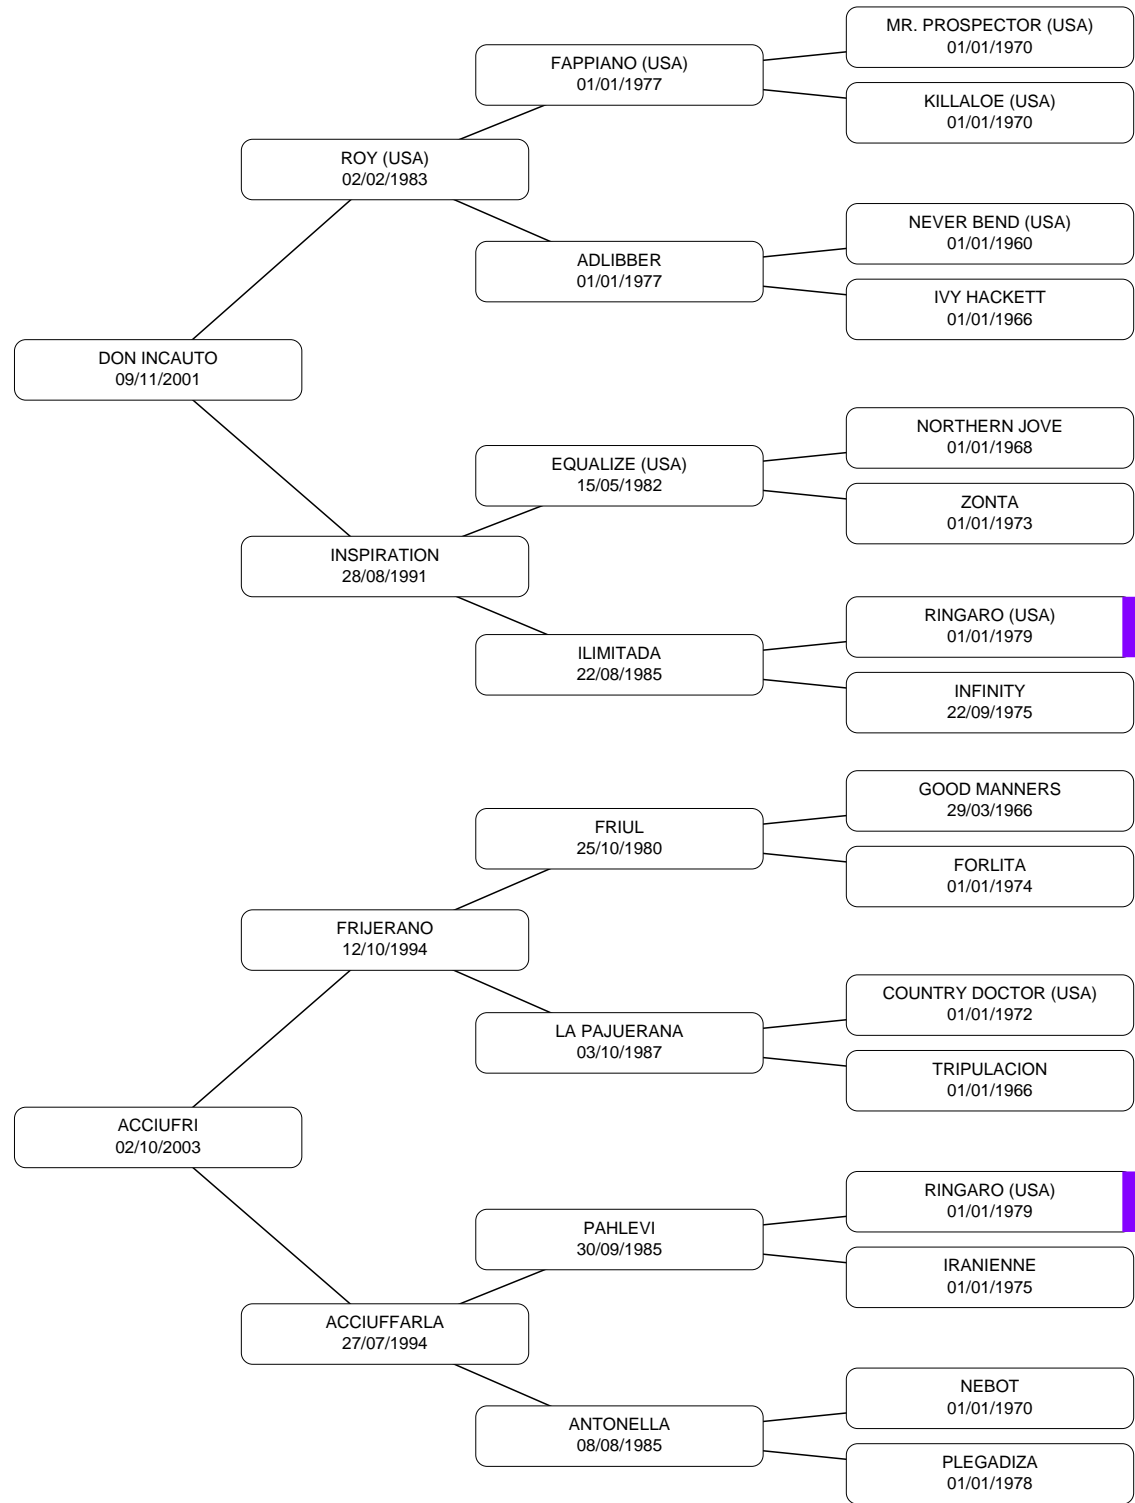 MR. PROSPECTOR (USA)
01/01/1970
FAPPIANO (USA)
01/01/1977
KILLALOE (USA)
01/01/1970
ROY (USA)
02/02/1983
NEVER BEND (USA)
01/01/1960
ADLIBBER
01/01/1977
IVY HACKETT
01/01/1966
DON INCAUTO
09/11/2001
NORTHERN JOVE
01/01/1968
EQUALIZE (USA)
15/05/1982
ZONTA
01/01/1973
INSPIRATION
28/08/1991
RINGARO (USA)
01/01/1979
ILIMITADA
22/08/1985
INFINITY
22/09/1975
GOOD MANNERS
29/03/1966
FRIUL
25/10/1980
FORLITA
01/01/1974
FRIJERANO
12/10/1994
COUNTRY DOCTOR (USA)
01/01/1972
LA PAJUERANA
03/10/1987
TRIPULACION
01/01/1966
ACCIUFRI
02/10/2003
RINGARO (USA)
01/01/1979
PAHLEVI
30/09/1985
IRANIENNE
01/01/1975
ACCIUFFARLA
27/07/1994
NEBOT
01/01/1970
ANTONELLA
08/08/1985
PLEGADIZA
01/01/1978